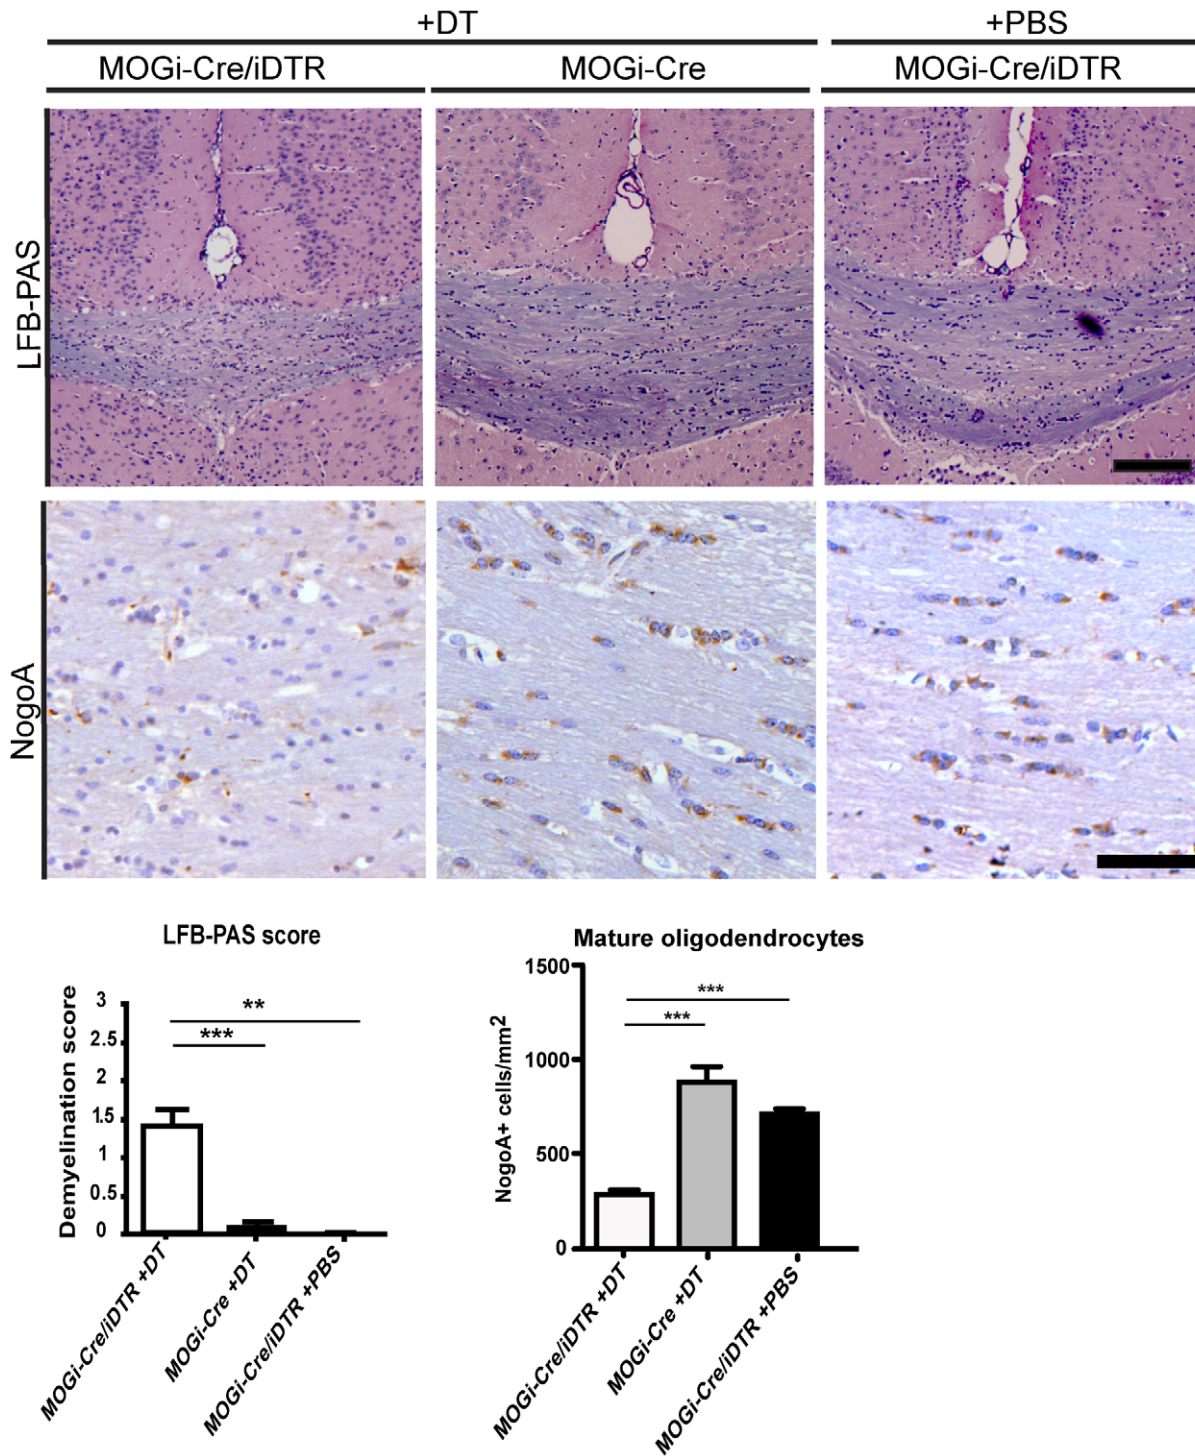 +DT
+PBS
MOGi-Cre/iDTR
MOGi-Cre
MOGi-Cre/iDTR
LFB-PAS
NogoA
LFB-PAS score
Demyelination score
3
2.5
2
1.5
1
0.5
0
**
***
MOGi-Cre/iDTR +DT
MOGi-Cre +DT
MOGi-Cre/iDTR +PBS
Mature oligodendrocytes
NogoA+ cells/mm2
1500
1000
500
0
***
***
MOGi-Cre/iDTR +DT
MOGi-Cre +DT
MOGi-Cre/iDTR +PBS